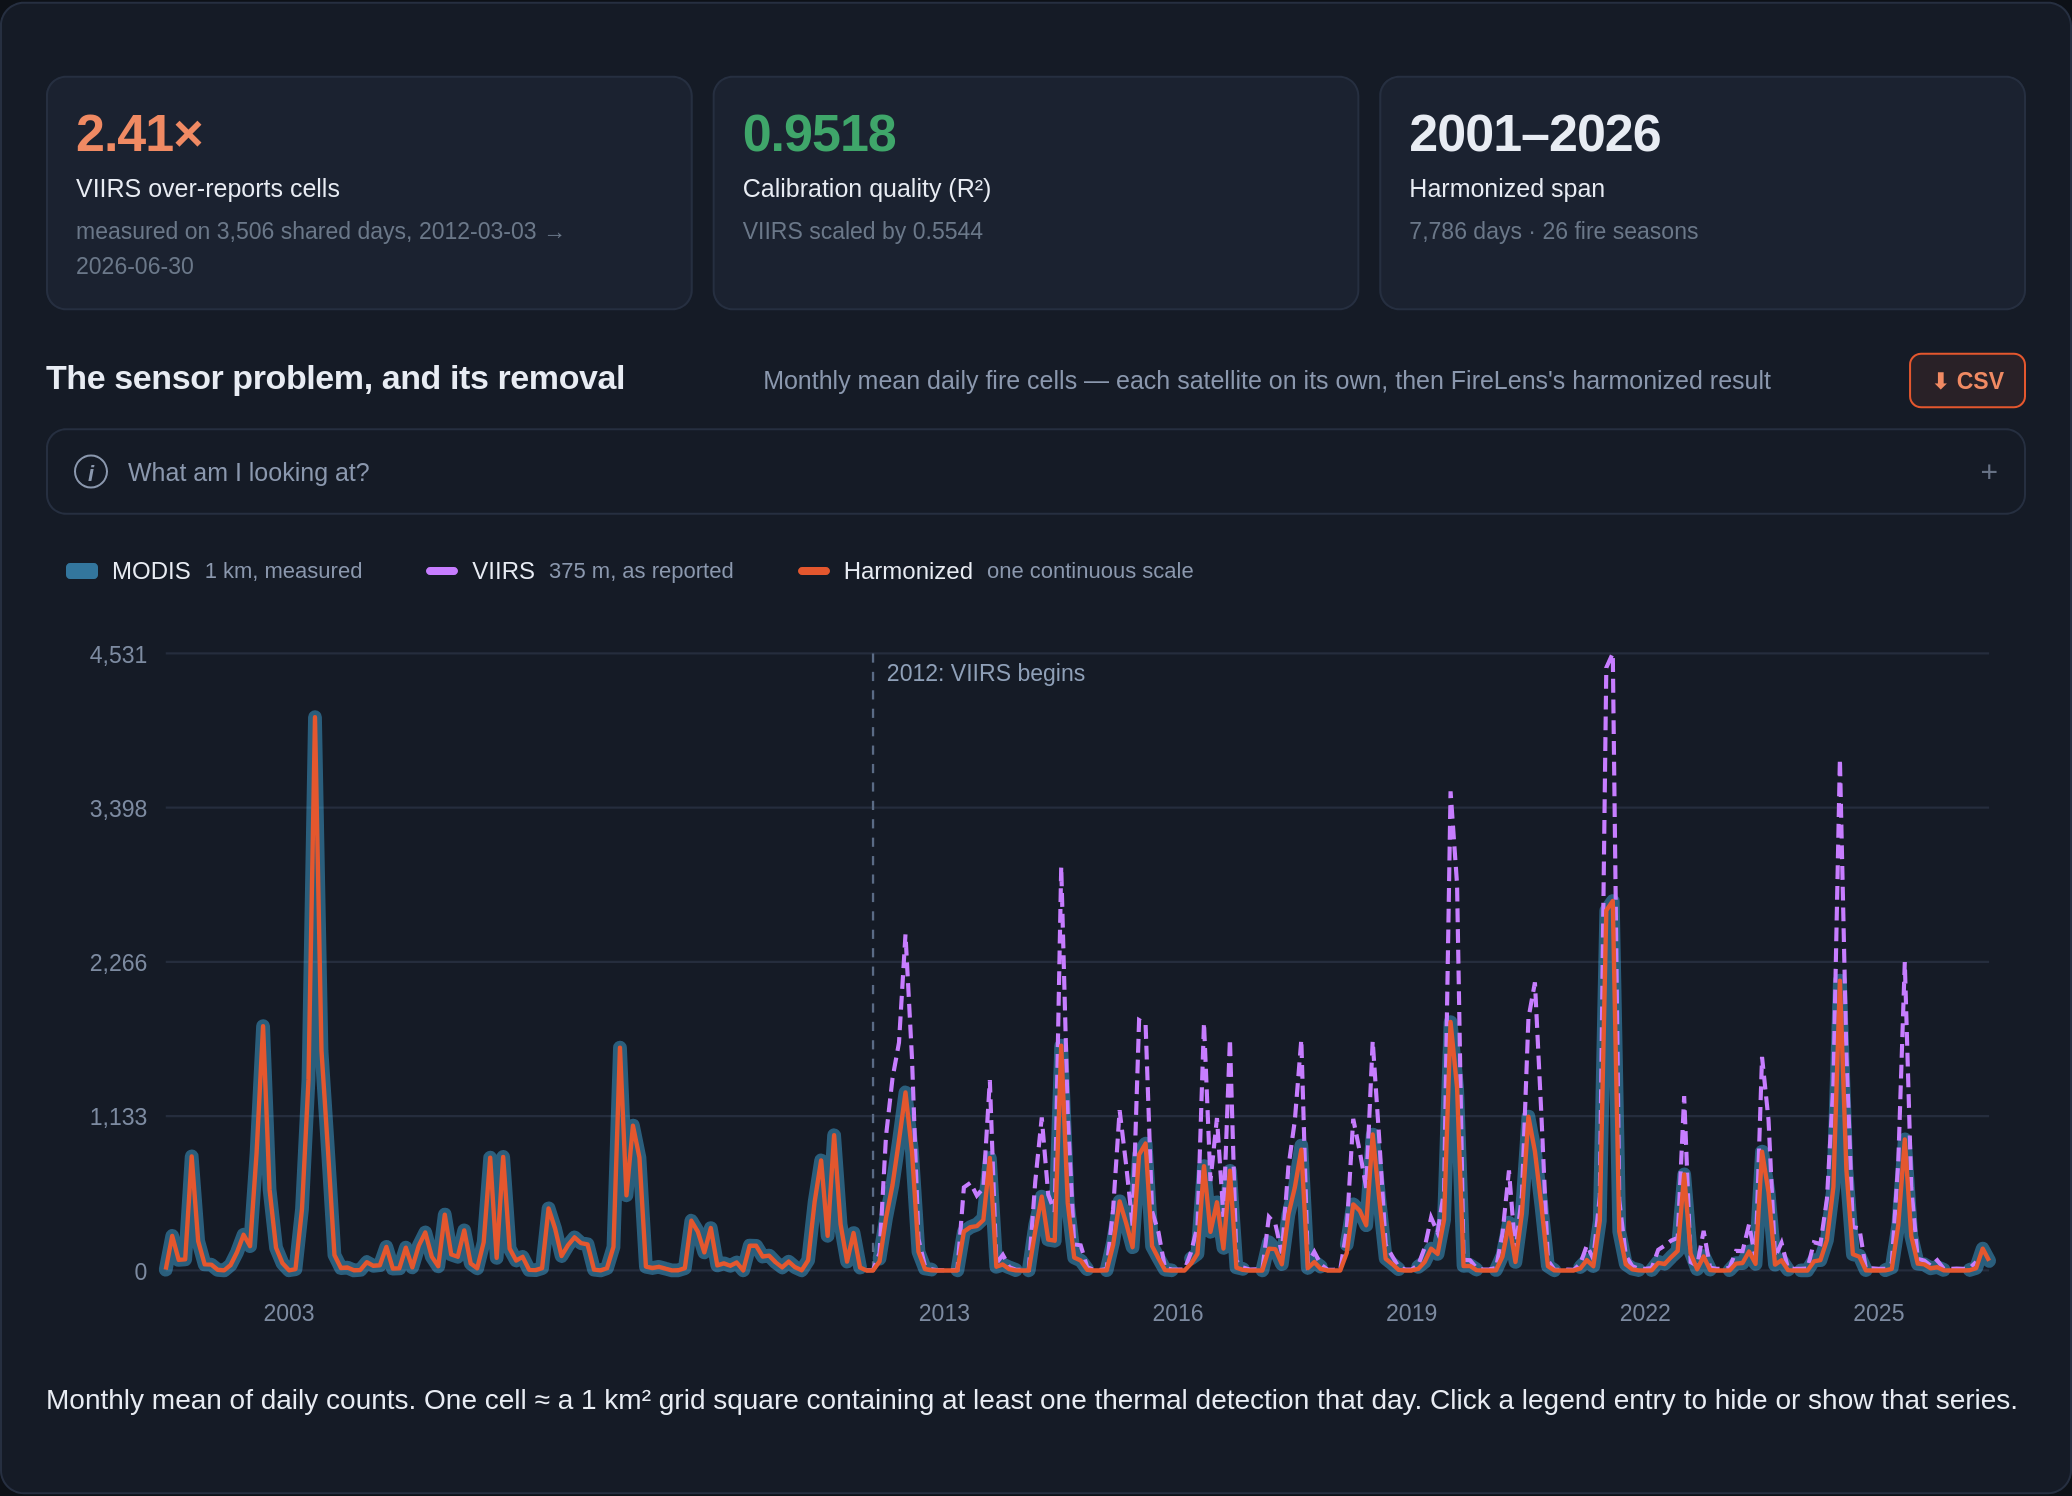 2.41×
VIIRS over-reports cells
measured on 3,506 shared days, 2012-03-03 →
2026-06-30
0.9518
Calibration quality (R²)
VIIRS scaled by 0.5544
2001–2026
Harmonized span
7,786 days · 26 fire seasons
The sensor problem, and its removal
Monthly mean daily fire cells — each satellite on its own, then FireLens's harmonized result
⬇ CSV
i What am I looking at? +
MODIS 1 km, measured
VIIRS 375 m, as reported
Harmonized one continuous scale
4,531
2012: VIIRS begins
3,398
2,266
1,133
0
2003 2013 2016 2019 2022 2025
Monthly mean of daily counts. One cell ≈ a 1 km² grid square containing at least one thermal detection that day. Click a legend entry to hide or show that series.